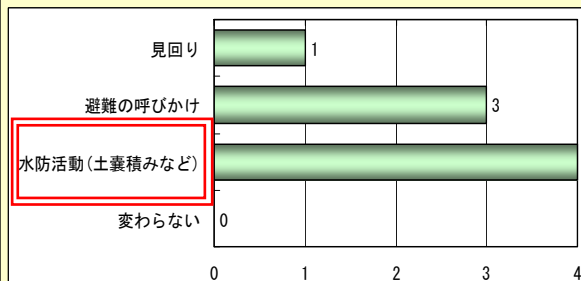 見回り 1
避難の呼びかけ 3
水防活動(土嚢積みなど)
変わらない 0
0 1 2 3 4